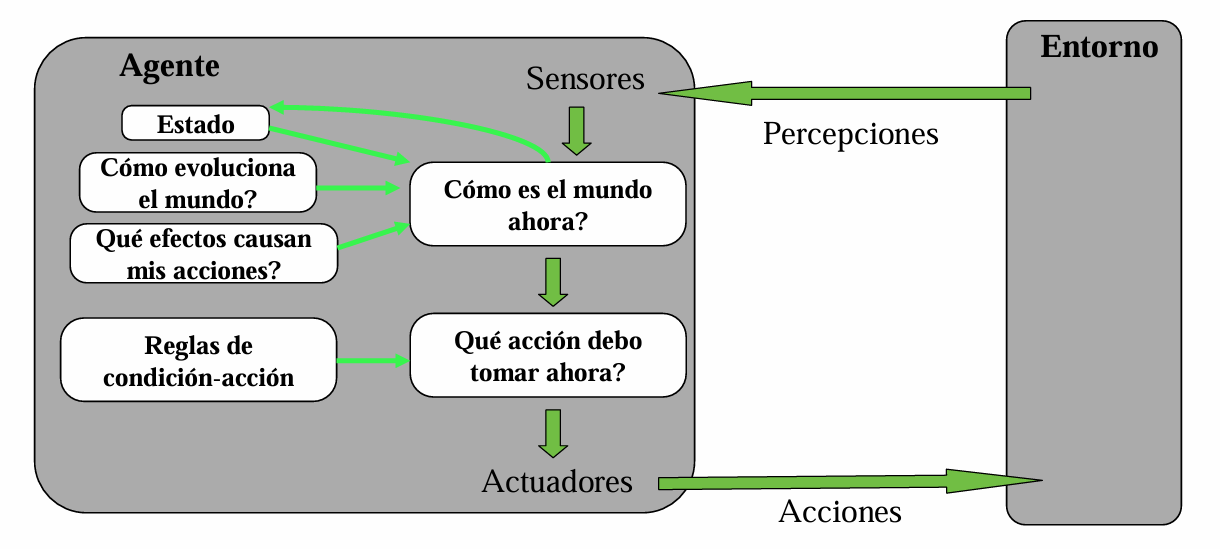 Agente
Sensores
Entorno
Estado
Percepciones
Cómo evoluciona
el mundo?
Cómo es el mundo
ahora?
Qué efectos causan
mis acciones?
Reglas de
condición-acción
Qué acción debo
tomar ahora?
Actuadores
Acciones